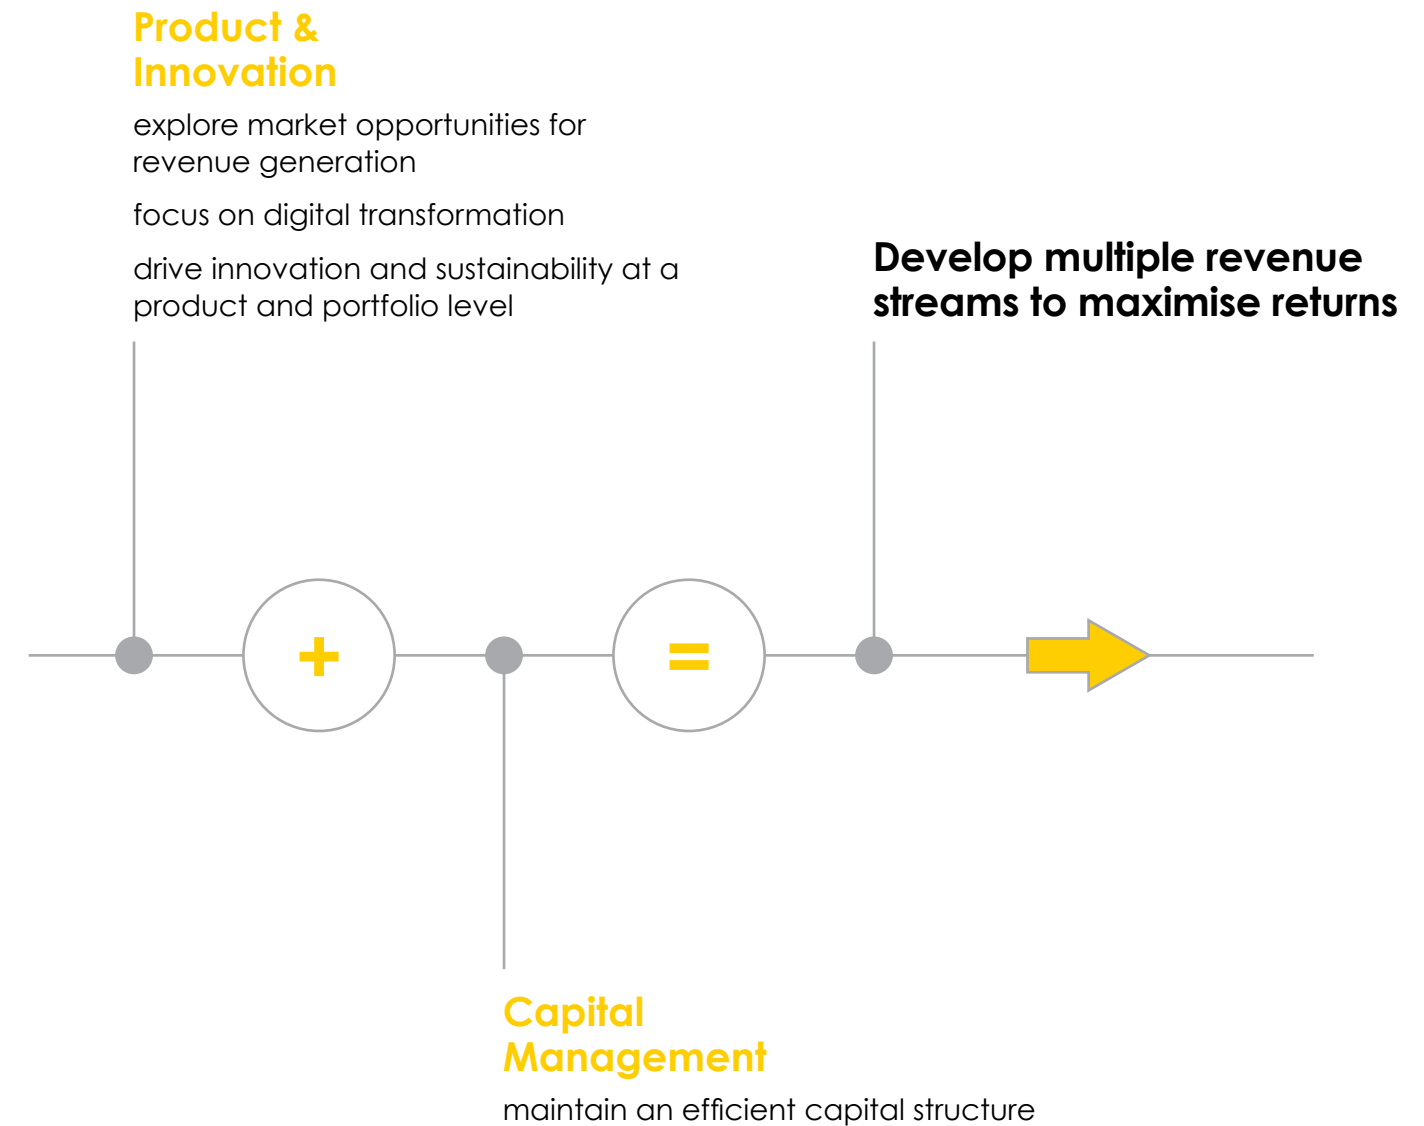 Product &
Innovation
explore market opportunities for
revenue generation
focus on digital transformation
drive innovation and sustainability at a
product and portfolio level
Develop multiple revenue
streams to maximise returns
+
=
Capital
Management
maintain an efficient capital structure